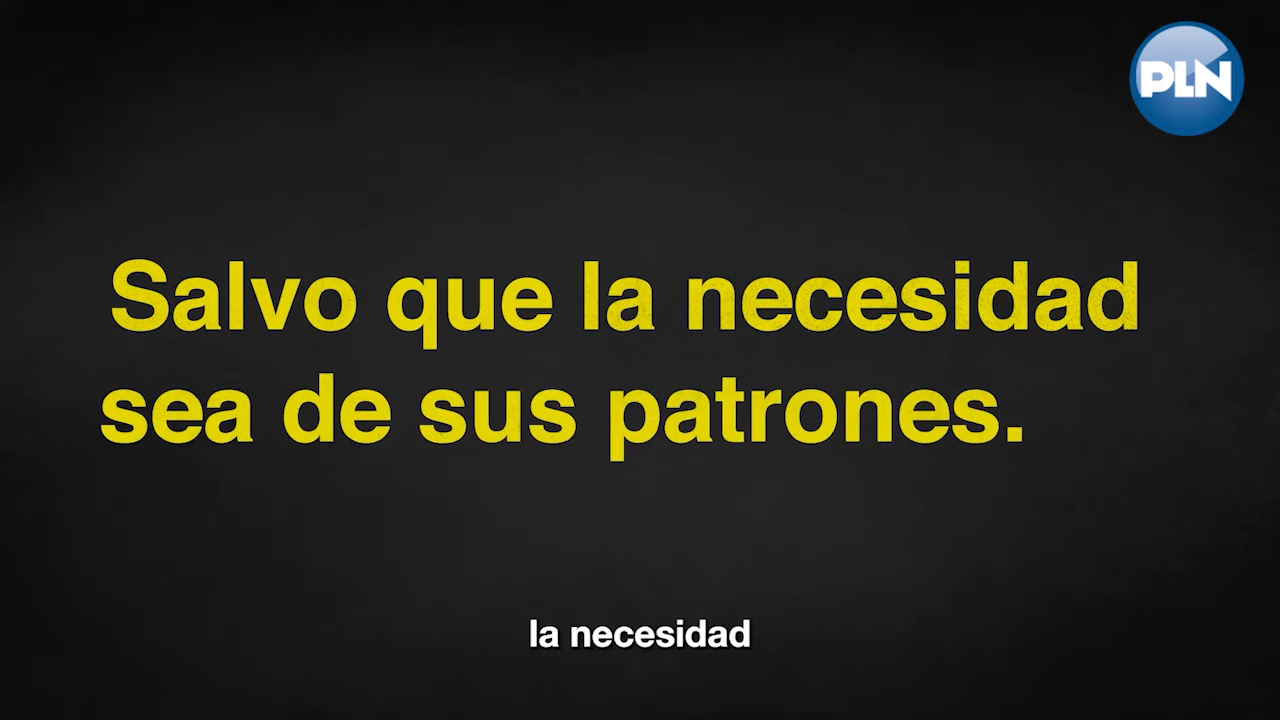 PLN
Salvo que la necesidad
sea de sus patrones.
la necesidad